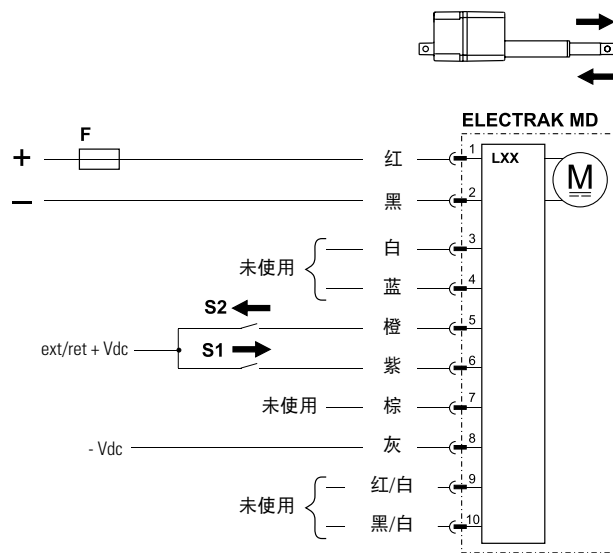 ELECTRAK MD
F
+ 红 1 LXX M
− 黑 2
白 3
未使用
蓝 4
S2
橙 5
ext/ret + Vdc
S1
紫 6
未使用 棕 7
- Vdc 灰 8
红/白 9
未使用
黑/白 10